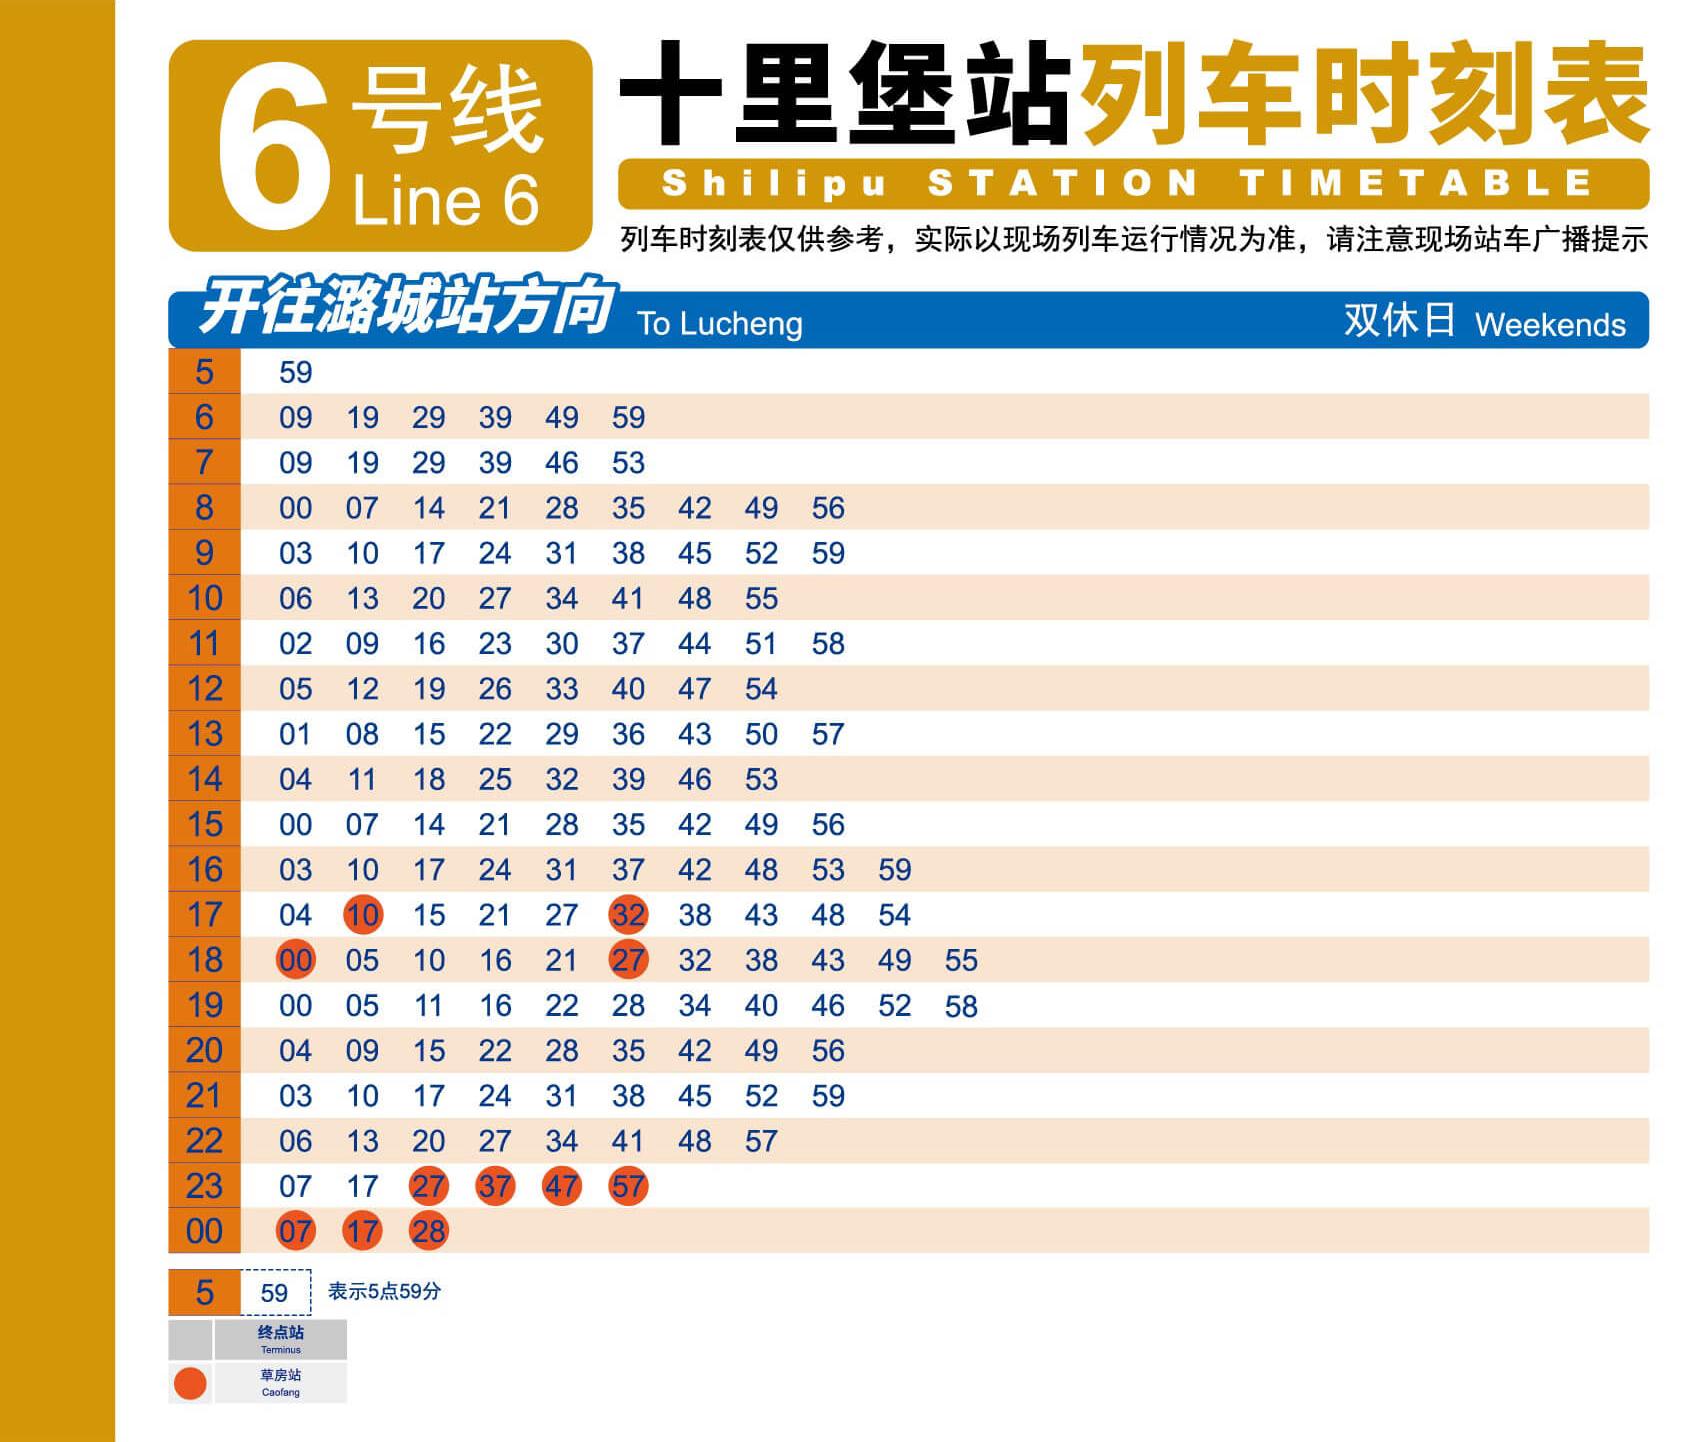 6 号线
Line 6
十里堡站列车时刻表
Shilipu STATION TIMETABLE
列车时刻表仅供参考，实际以现场列车运行情况为准，请注意现场站车广播提示
开往潞城站方向 To Lucheng 双休日 Weekends
5 59
6 09 19 29 39 49 59
7 09 19 29 39 46 53
8 00 07 14 21 28 35 42 49 56
9 03 10 17 24 31 38 45 52 59
10 06 13 20 27 34 41 48 55
11 02 09 16 23 30 37 44 51 58
12 05 12 19 26 33 40 47 54
13 01 08 15 22 29 36 43 50 57
14 04 11 18 25 32 39 46 53
15 00 07 14 21 28 35 42 49 56
16 03 10 17 24 31 37 42 48 53 59
17 04 10 15 21 27 32 38 43 48 54
18 00 05 10 16 21 27 32 38 43 49 55
19 00 05 11 16 22 28 34 40 46 52 58
20 04 09 15 22 28 35 42 49 56
21 03 10 17 24 31 38 45 52 59
22 06 13 20 27 34 41 48 57
23 07 17 27 37 47 57
00 07 17 28
5 59 表示5点59分
终点站
Terminus
草房站
Caofang